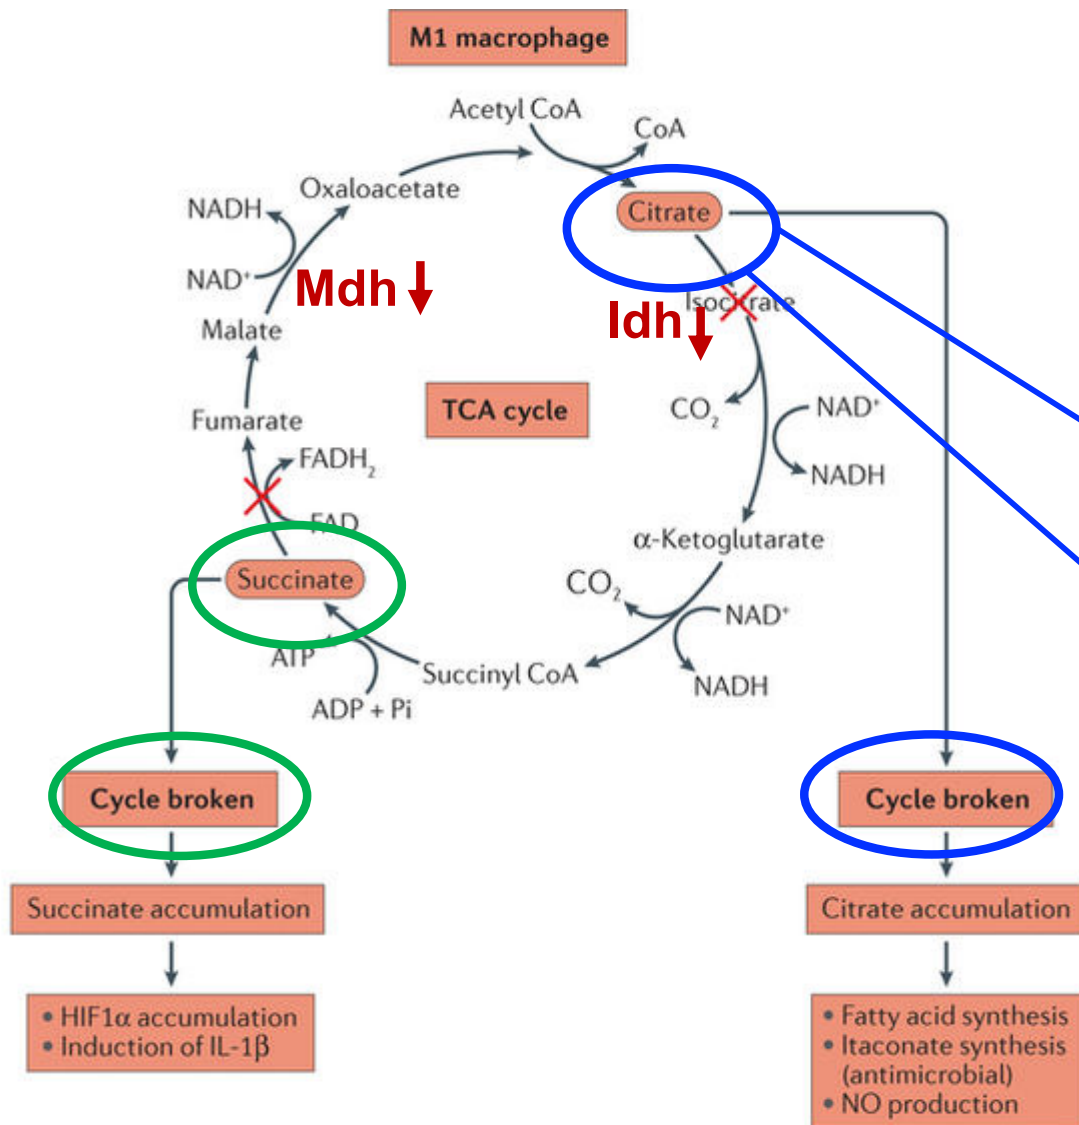 M1 macrophage
Acetyl CoA
CoA
Oxaloacetate
Citrate
NADH
NAD⁺
Mdh
Isocitrate
Idh
Malate
TCA cycle
CO₂
NAD⁺
Fumarate
FADH₂
NADH
FAD
α-Ketoglutarate
Succinate
CO₂
NAD⁺
ATP
Succinyl CoA
NADH
ADP + Pi
Cycle broken
Cycle broken
Succinate accumulation
Citrate accumulation
• HIF1α accumulation
• Induction of IL-1β
• Fatty acid synthesis
• Itaconate synthesis
(antimicrobial)
• NO production